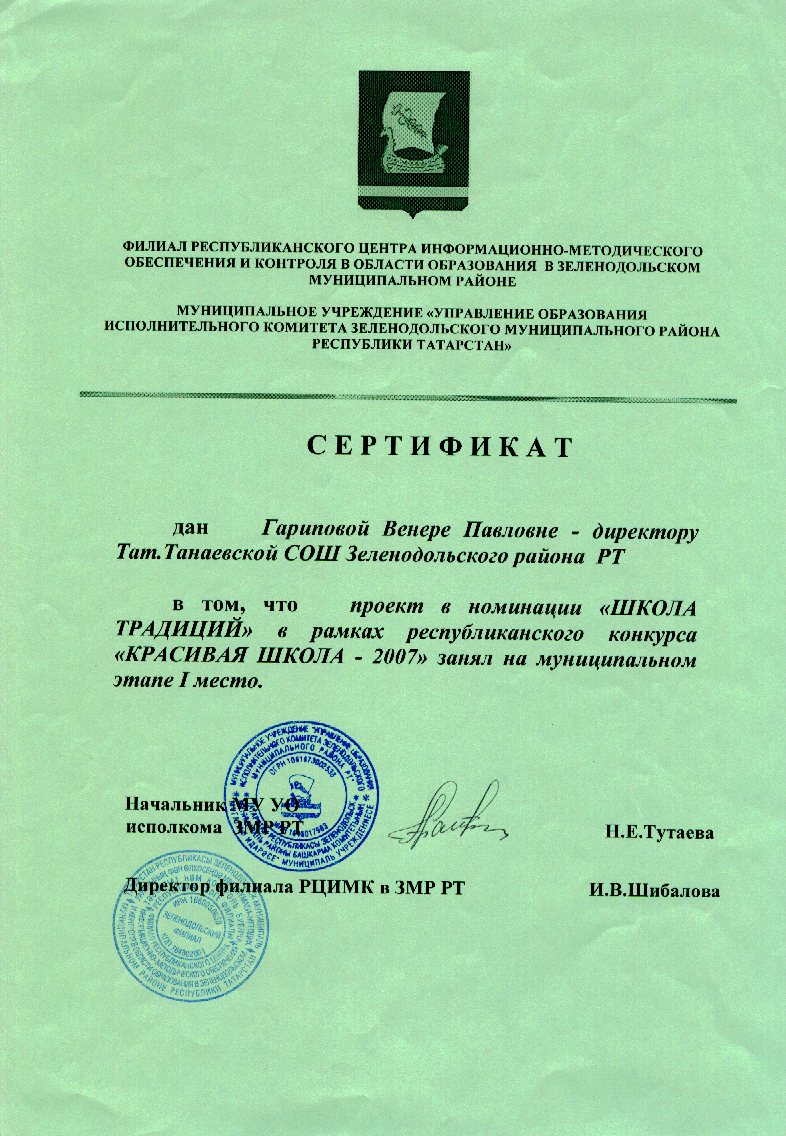 ФИЛИАЛ РЕСПУБЛИКАНСКОГО ЦЕНТРА ИНФОРМАЦИОННО-МЕТОДИЧЕСКОГО
ОБЕСПЕЧЕНИЯ И КОНТРОЛЯ В ОБЛАСТИ ОБРАЗОВАНИЯ В ЗЕЛЕНОДОЛЬСКОМ
МУНИЦИПАЛЬНОМ РАЙОНЕ
МУНИЦИПАЛЬНОЕ УЧРЕЖДЕНИЕ «УПРАВЛЕНИЕ ОБРАЗОВАНИЯ
ИСПОЛНИТЕЛЬНОГО КОМИТЕТА ЗЕЛЕНОДОЛЬСКОГО МУНИЦИПАЛЬНОГО РАЙОНА
РЕСПУБЛИКИ ТАТАРСТАН»
С Е Р Т И Ф И К А Т
дан Гариповой Венере Павловне - директору
Тат.Танаевской СОШ Зеленодольского района РТ
в том, что проект в номинации «ШКОЛА
ТРАДИЦИЙ» в рамках республиканского конкурса
«КРАСИВАЯ ШКОЛА - 2007» занял на муниципальном
этапе I место.
Начальник МУ УО
исполкома ЗМР РТ Н.Е.Тутаева
Директор филиала РЦИМК в ЗМР РТ И.В.Шибалова
ЗЕЛЕНОДОЛЬСКИЙ
ФИЛИАЛ